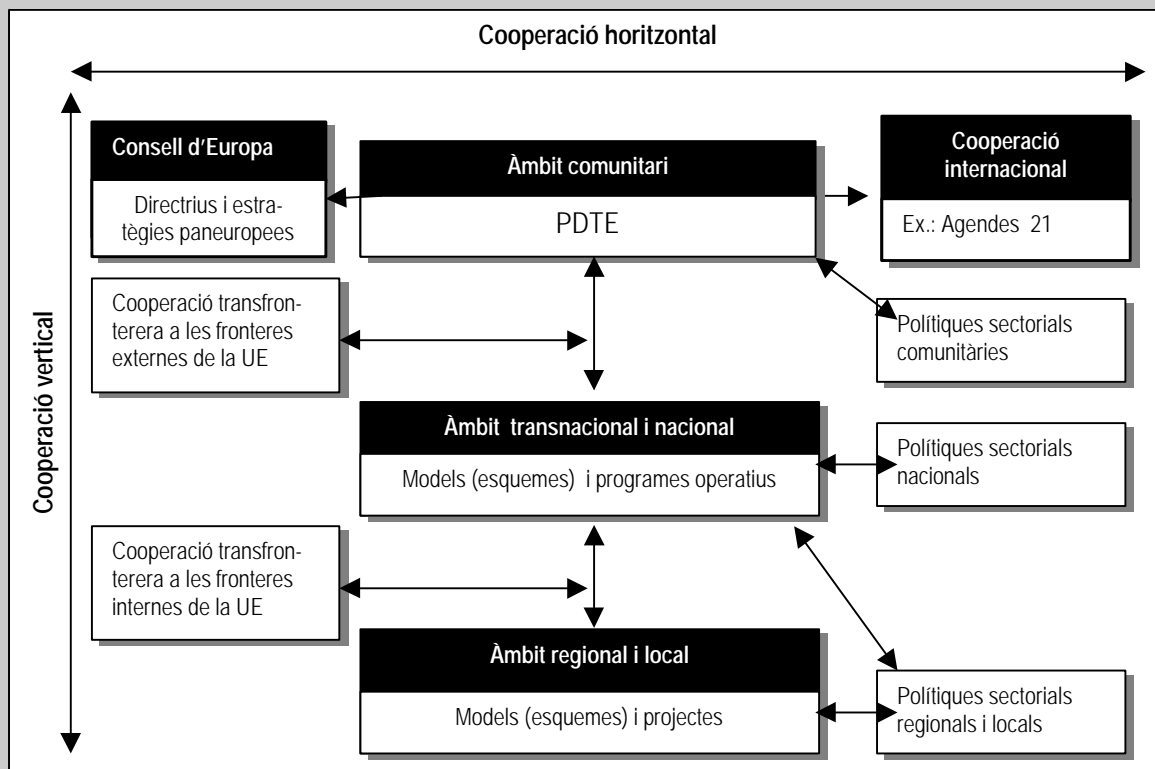 Cooperació horitzontal
Cooperació vertical
Consell d'Europa
Directrius i estra-
tègies paneuropees
Àmbit comunitari
PDTE
Cooperació
internacional
Ex.: Agendes 21
Cooperació transfron-
terera a les fronteres
externes de la UE
Polítiques sectorials
comunitàries
Àmbit transnacional i nacional
Models (esquemes) i programes operatius
Polítiques sectorials
nacionals
Cooperació transfron-
terera a les fronteres
internes de la UE
Àmbit regional i local
Models (esquemes) i projectes
Polítiques sectorials
regionals i locals